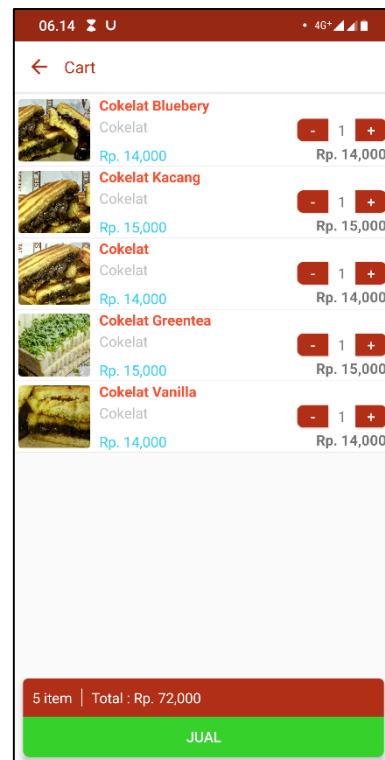 06.14 U 4G+
Cart
Cokelat Bluebery
Cokelat
- 1 +
Rp. 14,000 Rp. 14,000
Cokelat Kacang
Cokelat
- 1 +
Rp. 15,000 Rp. 15,000
Cokelat
Cokelat
- 1 +
Rp. 14,000 Rp. 14,000
Cokelat Greentea
Cokelat
- 1 +
Rp. 15,000 Rp. 15,000
Cokelat Vanilla
Cokelat
- 1 +
Rp. 14,000 Rp. 14,000
5 item | Total : Rp. 72,000
JUAL